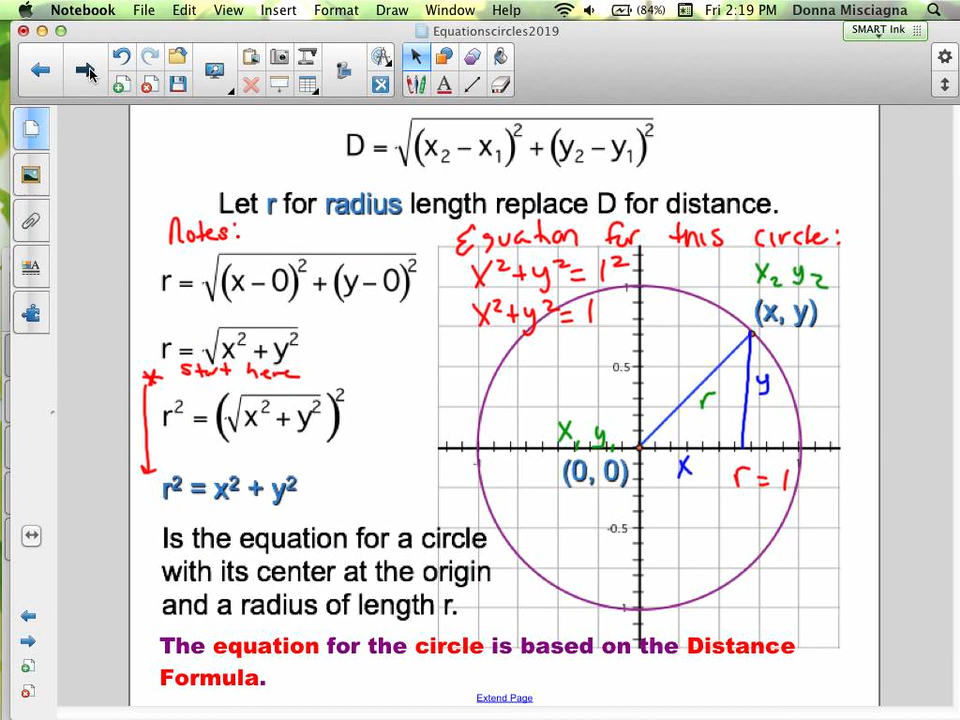 Notebook File Edit View Insert Format Draw Window Help (84%) Fri 2:19 PM Donna Misciagna
Equationscircles2019
SMART Ink
D = √(x₂ − x₁)² + (y₂ − y₁)²
Let r for radius length replace D for distance.
Notes:
r = √(x − 0)² + (y − 0)²
r = √x² + y²
* start here
r² = (√x² + y²)²
r² = x² + y²
Equation for this circle:
x² + y² = 1²
x² + y² = 1
x₂ y₂
(x, y)
1
0.5
r
y
x₁ y₁
(0, 0)
x
r = 1
-1
-0.5
Is the equation for a circle
with its center at the origin
and a radius of length r.
The equation for the circle is based on the Distance
Formula.
Extend Page